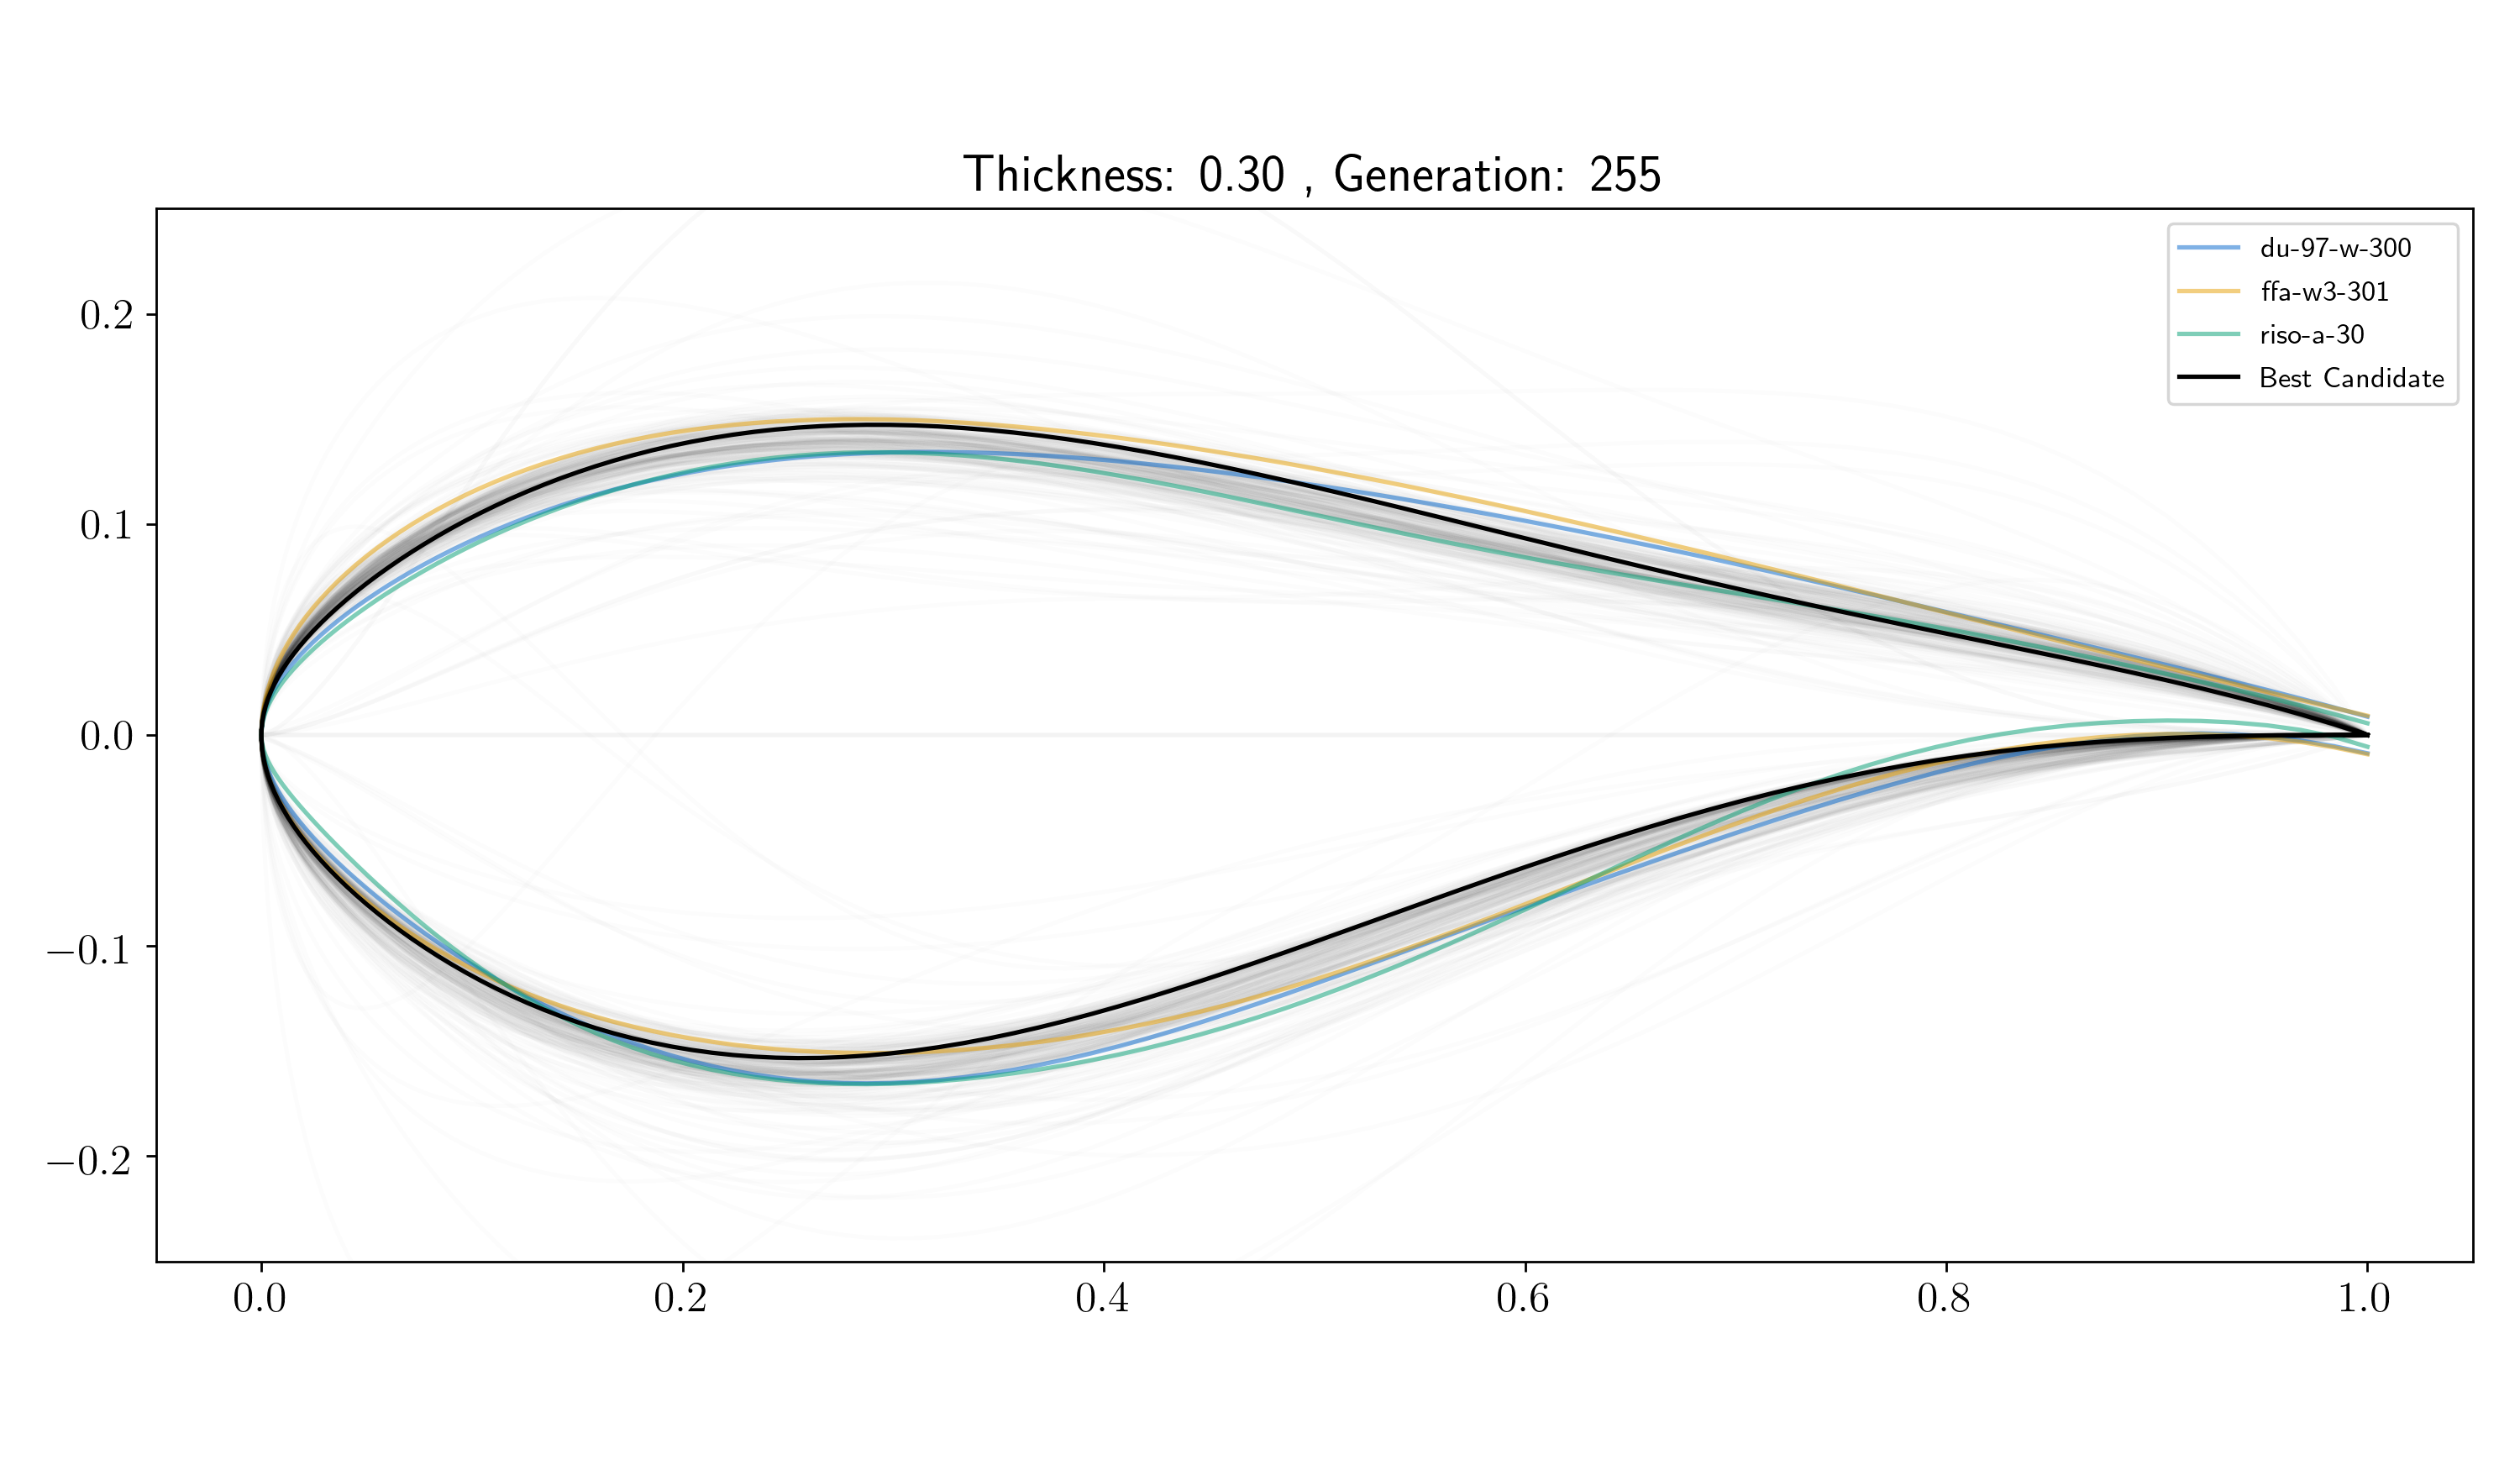 Thickness: 0.30 , Generation: 255
du-97-w-300
ffa-w3-301
riso-a-30
Best Candidate
0.2
0.1
0.0
−0.1
−0.2
0.0 0.2 0.4 0.6 0.8 1.0